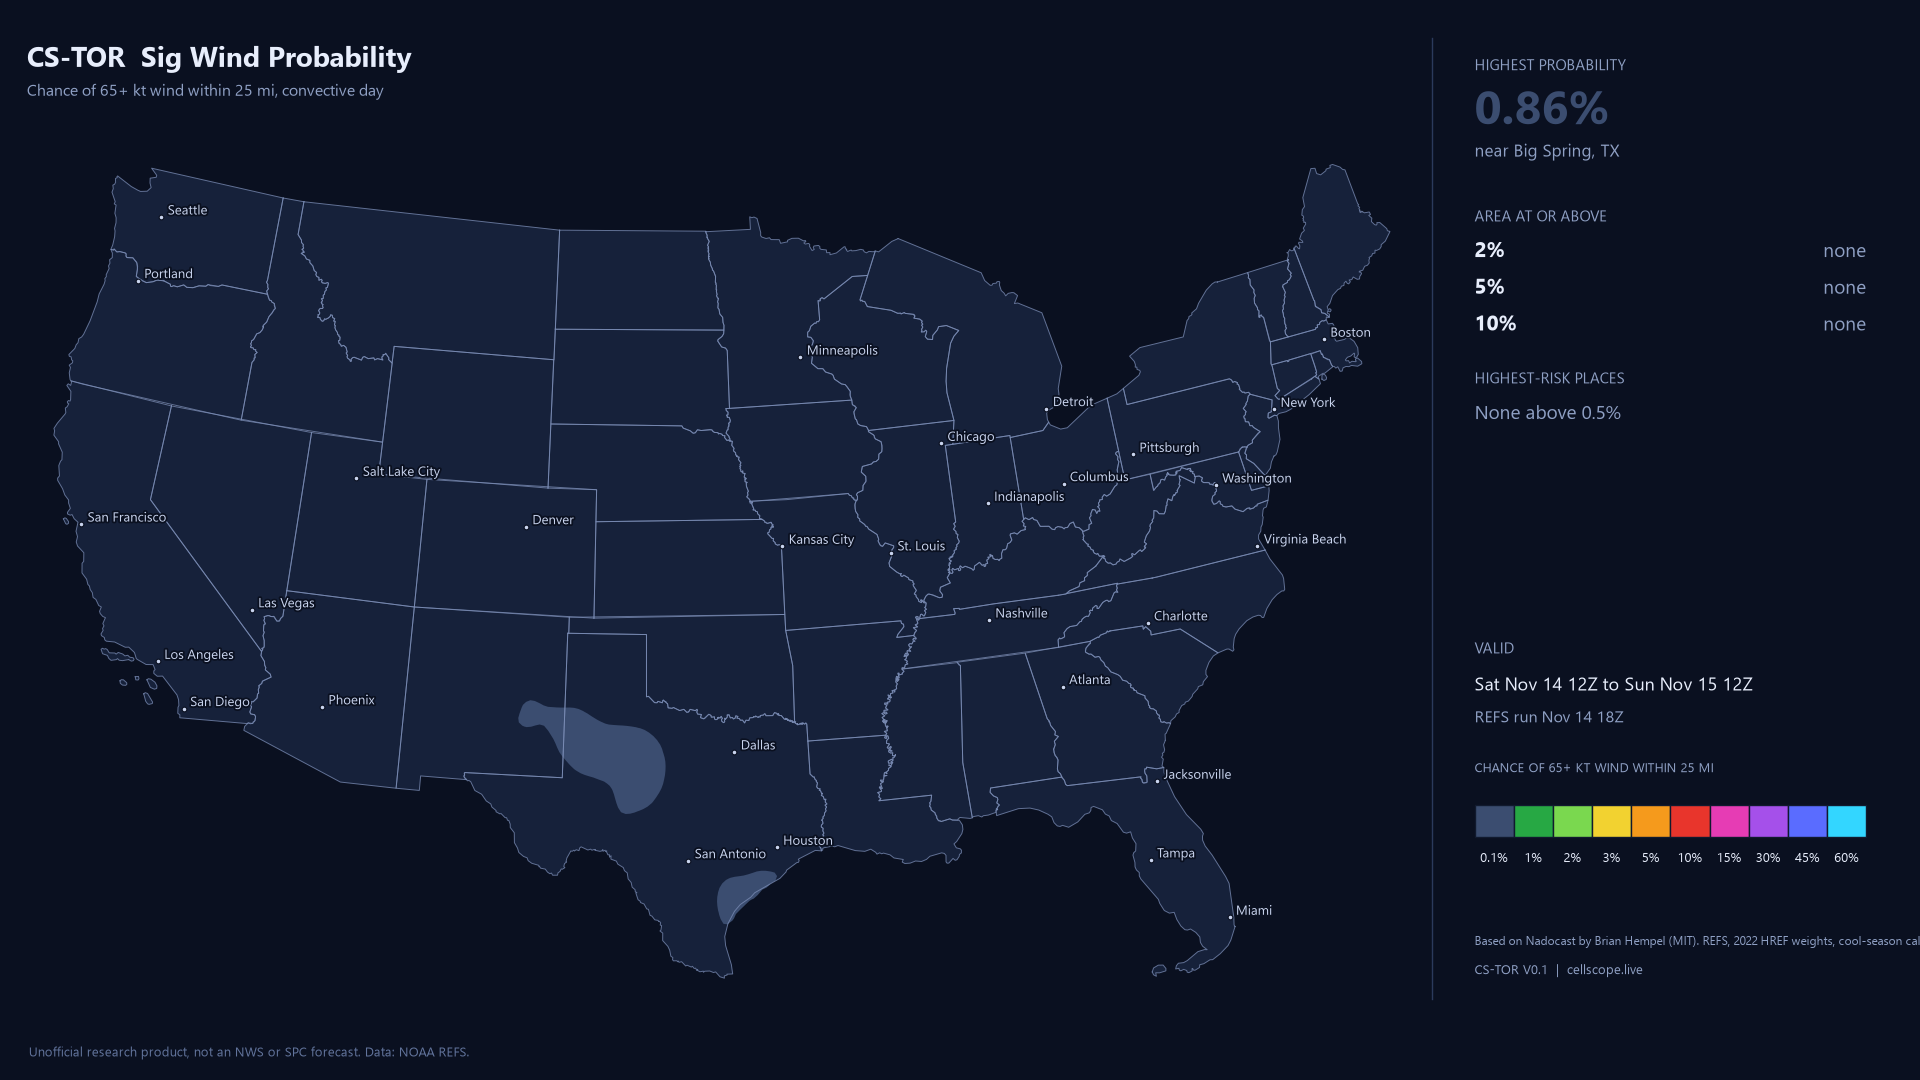 CS-TOR  Sig Wind Probability
Chance of 65+ kt wind within 25 mi, convective day
Seattle
Portland
Minneapolis
Boston
Detroit
New York
Chicago
Pittsburgh
Salt Lake City
Columbus
Washington
Indianapolis
San Francisco
Denver
Kansas City
St. Louis
Virginia Beach
Las Vegas
Nashville
Charlotte
Los Angeles
Atlanta
San Diego
Phoenix
Dallas
Jacksonville
Houston
San Antonio
Tampa
Miami
HIGHEST PROBABILITY
0.86%
near Big Spring, TX
AREA AT OR ABOVE
2% none
5% none
10% none
HIGHEST-RISK PLACES
None above 0.5%
VALID
Sat Nov 14 12Z to Sun Nov 15 12Z
REFS run Nov 14 18Z
CHANCE OF 65+ KT WIND WITHIN 25 MI
0.1% 1% 2% 3% 5% 10% 15% 30% 45% 60%
Based on Nadocast by Brian Hempel (MIT). REFS, 2022 HREF weights, cool-season cal
CS-TOR V0.1 | cellscope.live
Unofficial research product, not an NWS or SPC forecast. Data: NOAA REFS.